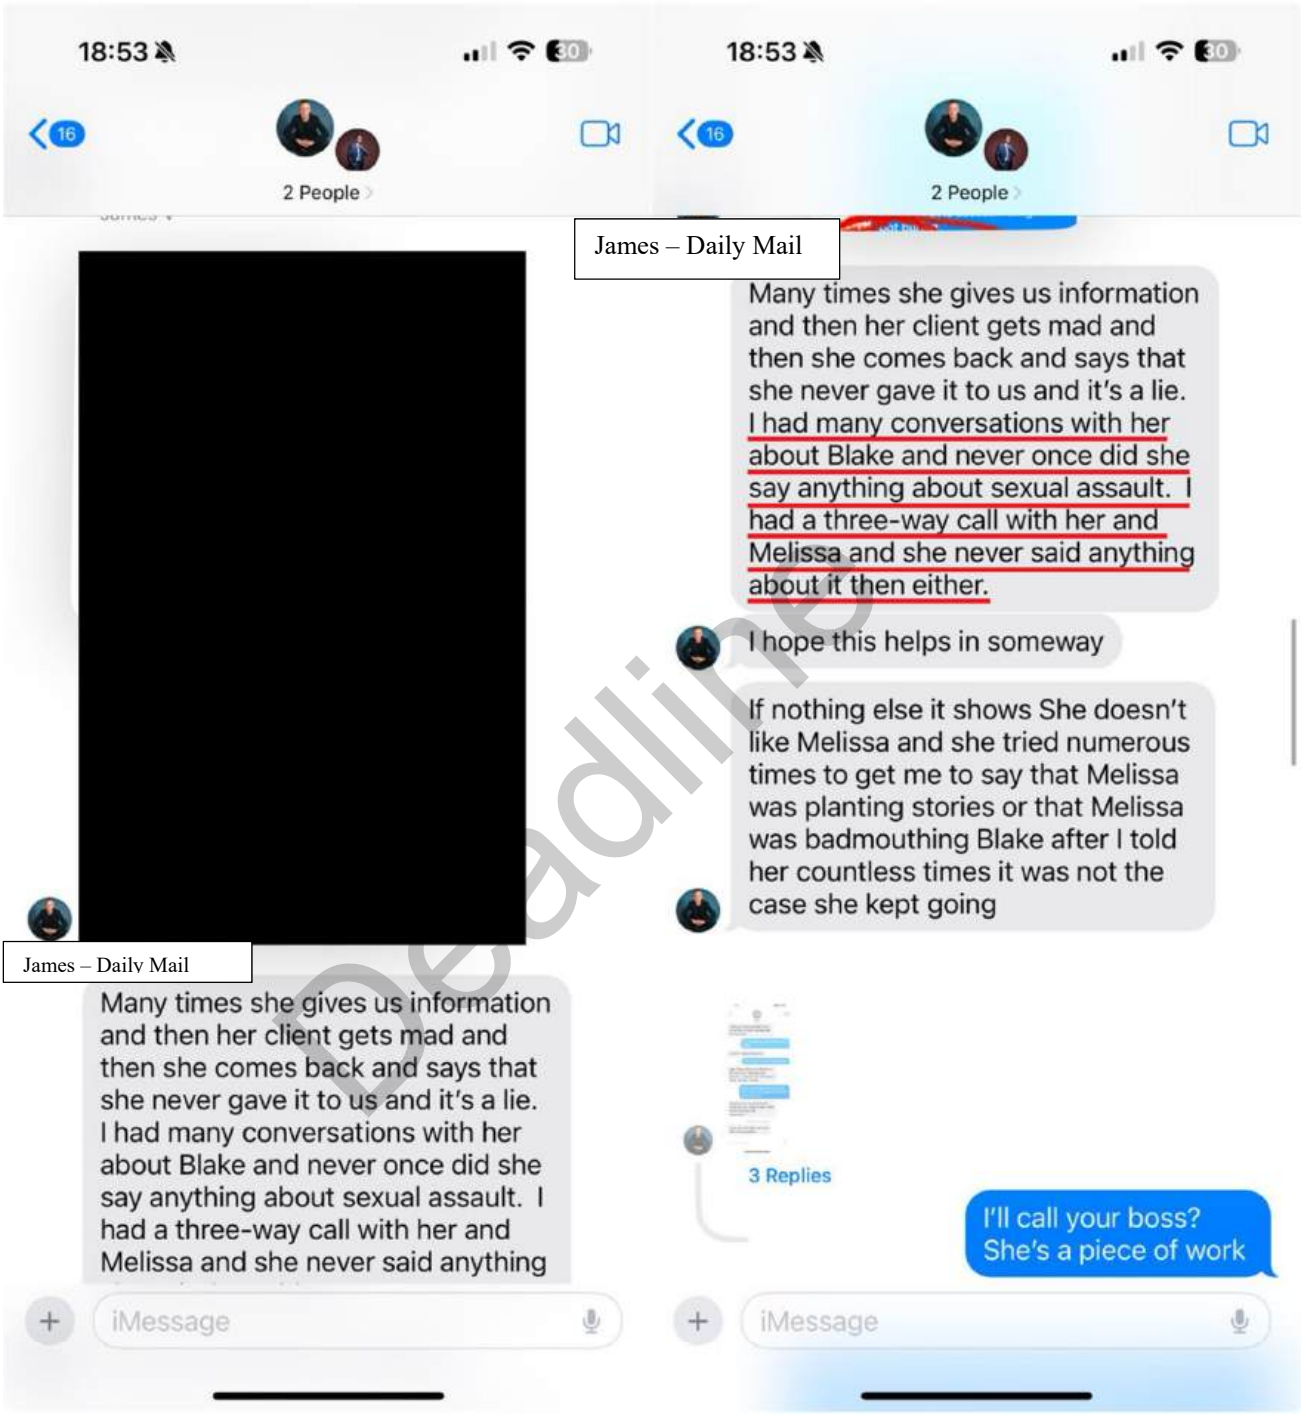 18:53
30
16
2 People
James – Daily Mail
Many times she gives us information
and then her client gets mad and
then she comes back and says that
she never gave it to us and it's a lie.
I had many conversations with her
about Blake and never once did she
say anything about sexual assault. I
had a three-way call with her and
Melissa and she never said anything
iMessage
18:53
30
16
2 People
James – Daily Mail
Many times she gives us information
and then her client gets mad and
then she comes back and says that
she never gave it to us and it's a lie.
I had many conversations with her
about Blake and never once did she
say anything about sexual assault. I
had a three-way call with her and
Melissa and she never said anything
about it then either.
I hope this helps in someway
If nothing else it shows She doesn't
like Melissa and she tried numerous
times to get me to say that Melissa
was planting stories or that Melissa
was badmouthing Blake after I told
her countless times it was not the
case she kept going
3 Replies
I'll call your boss?
She's a piece of work
iMessage
Deadline